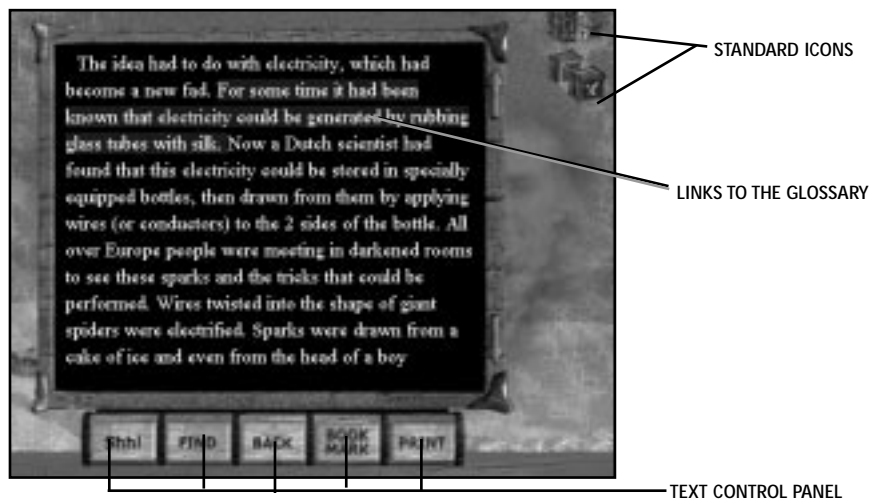 The idea had to do with electricity, which had
become a new fad. For some time it had been
known that electricity could be generated by rubbing
glass tubes with silk. Now a Dutch scientist had
found that this electricity could be stored in specially
equipped bottles, then drawn from them by applying
wires (or conductors) to the 2 sides of the bottle. All
over Europe people were meeting in darkened rooms
to see these sparks and the tricks that could be
performed. Wires twisted into the shape of giant
spiders were electrified. Sparks were drawn from a
cake of ice and even from the head of a boy
Shh!
FIND
BACK
BOOK
MARK
PRINT
STANDARD ICONS
LINKS TO THE GLOSSARY
TEXT CONTROL PANEL